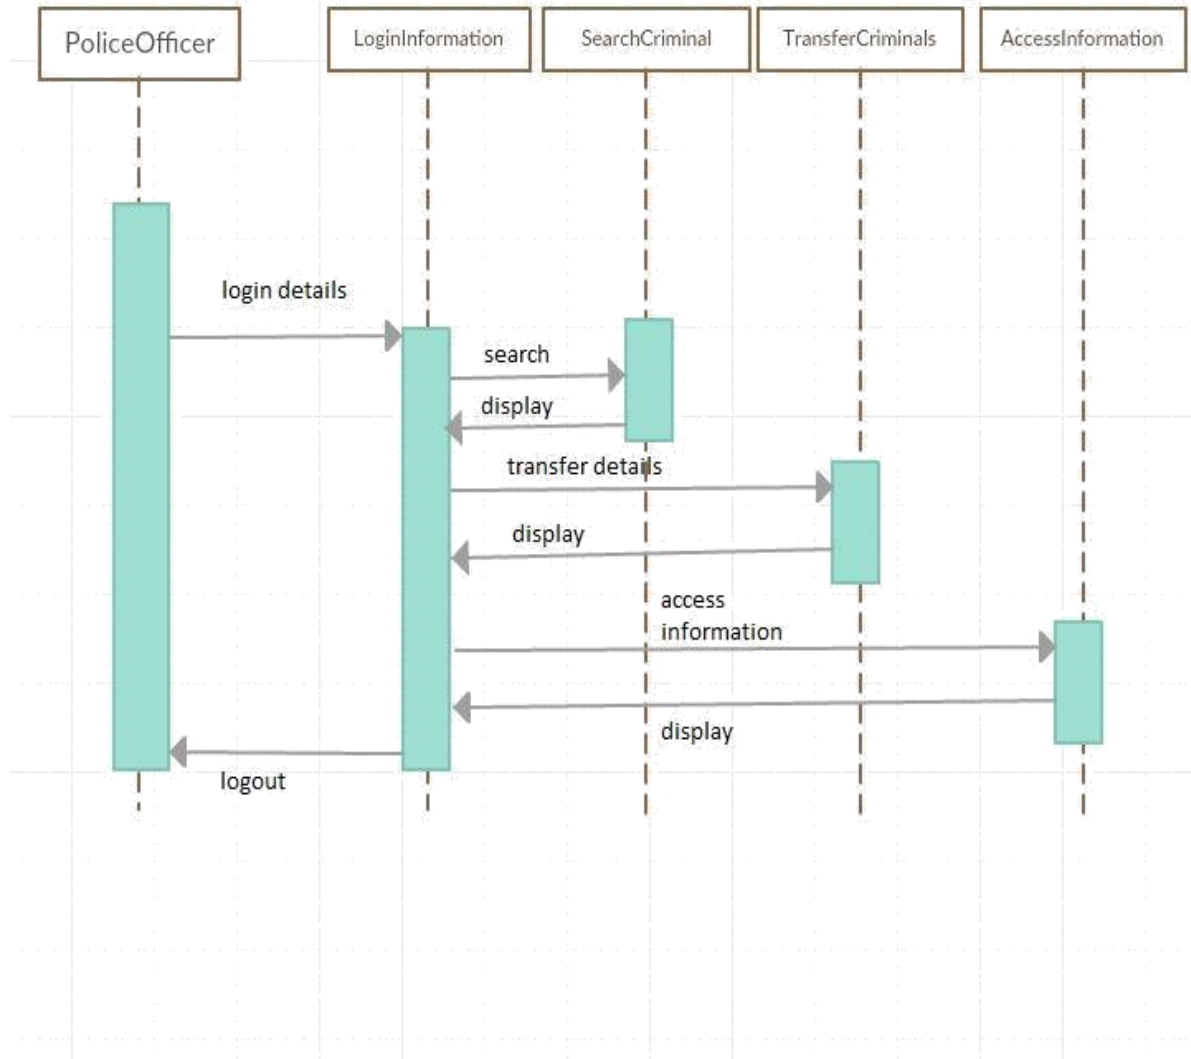 PoliceOfficer
LoginInformation
SearchCriminal
TransferCriminals
AccessInformation
login details
search
display
transfer details
display
access
information
display
logout